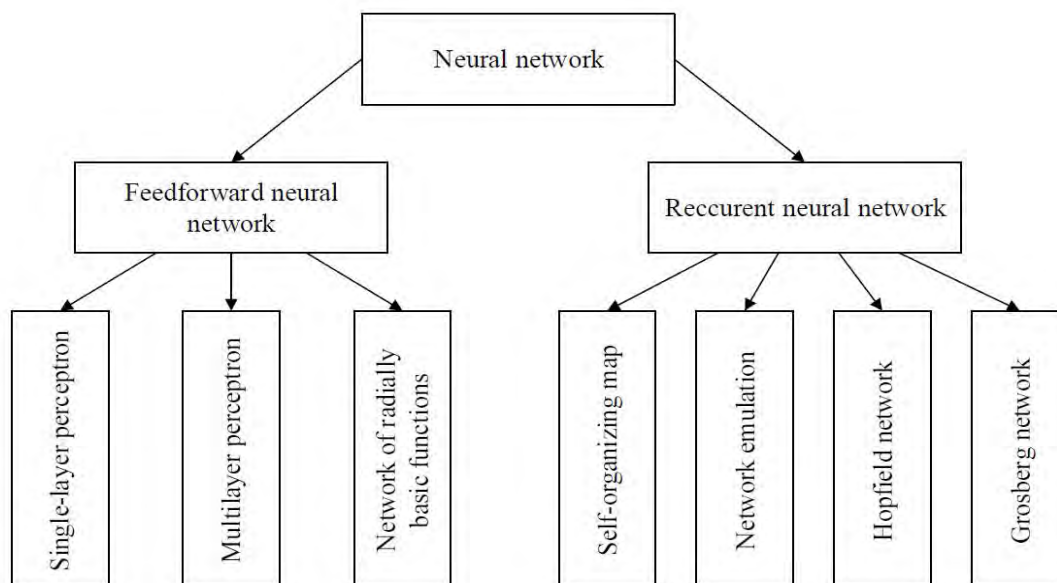 Neural network
Feedforward neural
network
Reccurent neural network
Single-layer perceptron
Multilayer perceptron
Network of radially
basic functions
Self-organizing map
Network emulation
Hopfield network
Grosberg network